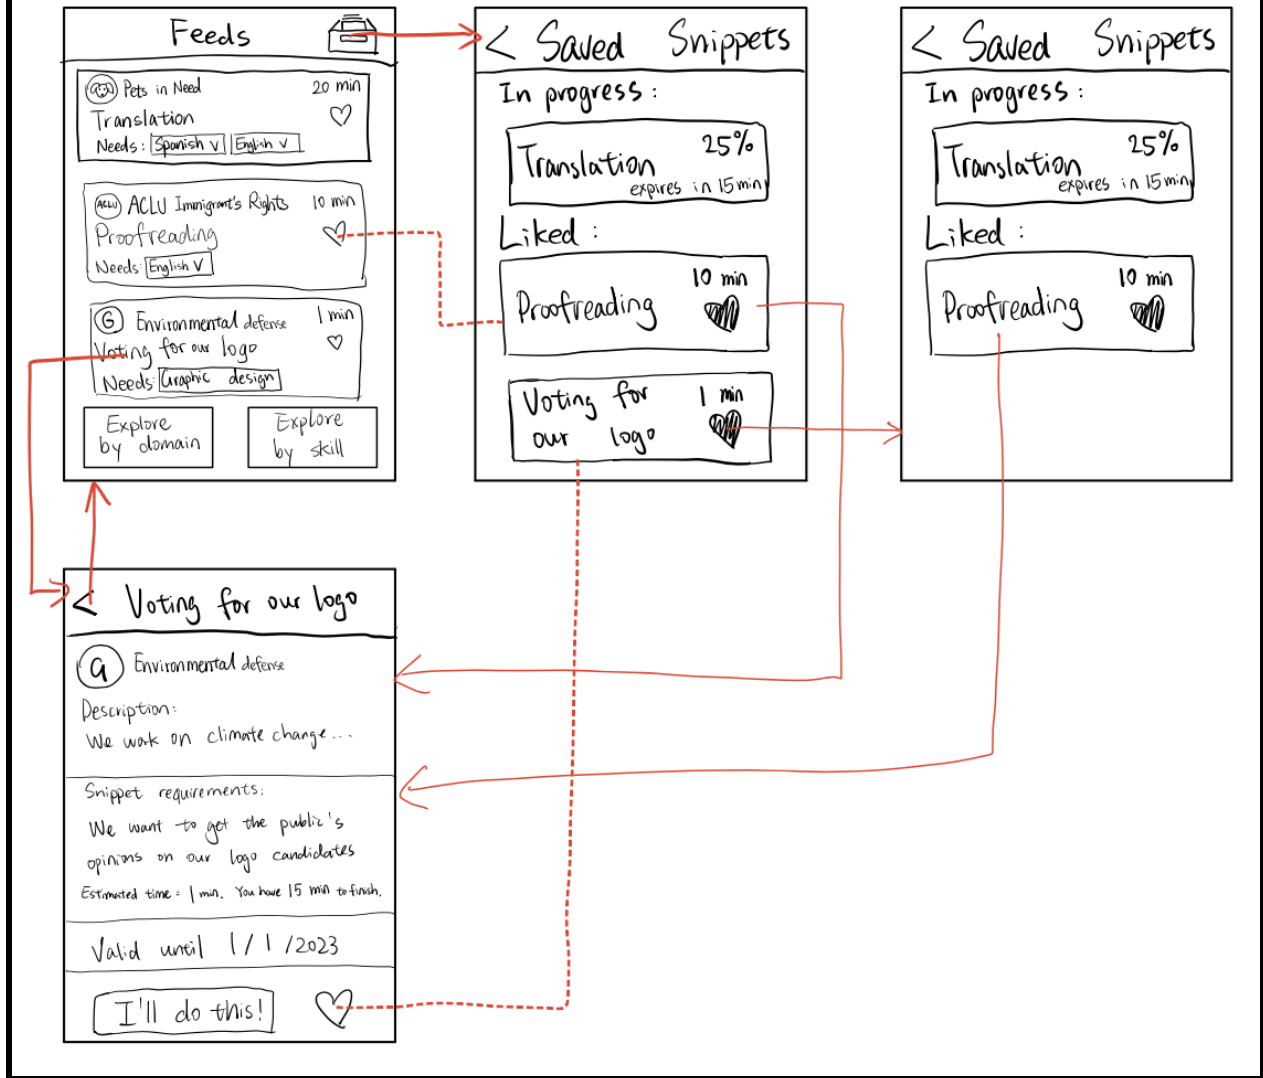 Feeds
Pets in Need 20 min
Translation
Needs: Spanish V English V
ACLU ACLU Immigrant's Rights 10 min
Proofreading
Needs: English V
G Environmental defense 1 min
Voting for our logo
Needs: Graphic design
Explore
by domain
Explore
by skill
< Saved Snippets
In progress :
Translation 25%
expires in 15 min
Liked :
Proofreading 10 min
Voting for 1 min
our logo
< Saved Snippets
In progress :
Translation 25%
expires in 15 min
Liked :
Proofreading 10 min
< Voting for our logo
G Environmental defense
Description:
We work on climate change...
Snippet requirements:
We want to get the public's
opinions on our logo candidates
Estimated time = 1 min. You have 15 min to finish.
Valid until 1/1/2023
I'll do this!